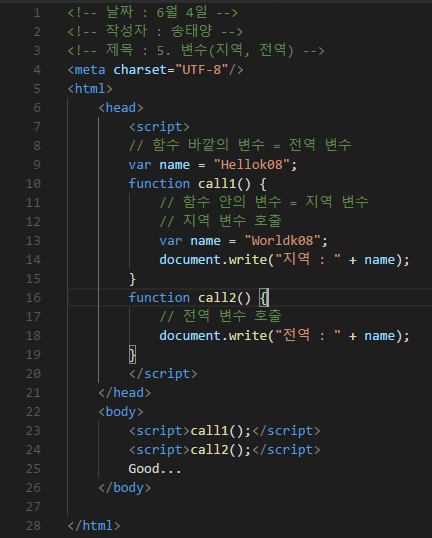 1 <!-- 날짜 : 6월 4일 -->
2 <!-- 작성자 : 송태양 -->
3 <!-- 제목 : 5. 변수(지역, 전역) -->
4 <meta charset="UTF-8"/>
5 <html>
6 <head>
7 <script>
8 // 함수 바깥의 변수 = 전역 변수
9 var name = "Hellok08";
10 function call1() {
11 // 함수 안의 변수 = 지역 변수
12 // 지역 변수 호출
13 var name = "Worldk08";
14 document.write("지역 : " + name);
15 }
16 function call2() {
17 // 전역 변수 호출
18 document.write("전역 : " + name);
19 }
20 </script>
21 </head>
22 <body>
23 <script>call1();</script>
24 <script>call2();</script>
25 Good...
26 </body>
27
28 </html>